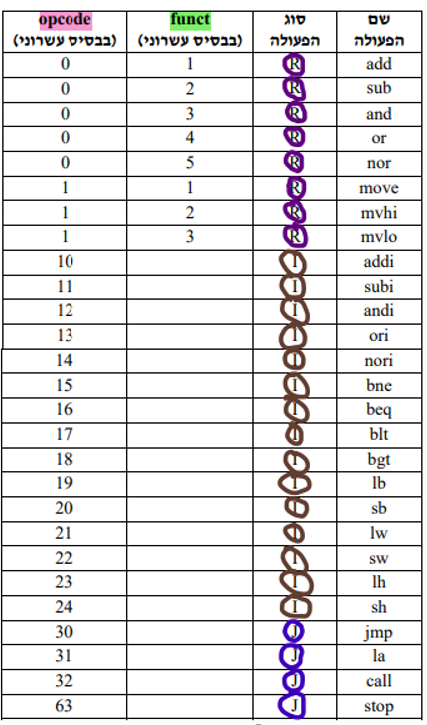 שם הפעולה סוג הפעולה funct (בבסיס עשרוני) opcode (בבסיס עשרוני)
add R 1 0
sub R 2 0
and R 3 0
or R 4 0
nor R 5 0
move R 1 1
mvhi R 2 1
mvlo R 3 1
addi I 10
subi I 11
andi I 12
ori I 13
nori I 14
bne I 15
beq I 16
blt I 17
bgt I 18
lb I 19
sb I 20
lw I 21
sw I 22
lh I 23
sh I 24
jmp J 30
la J 31
call J 32
stop J 63